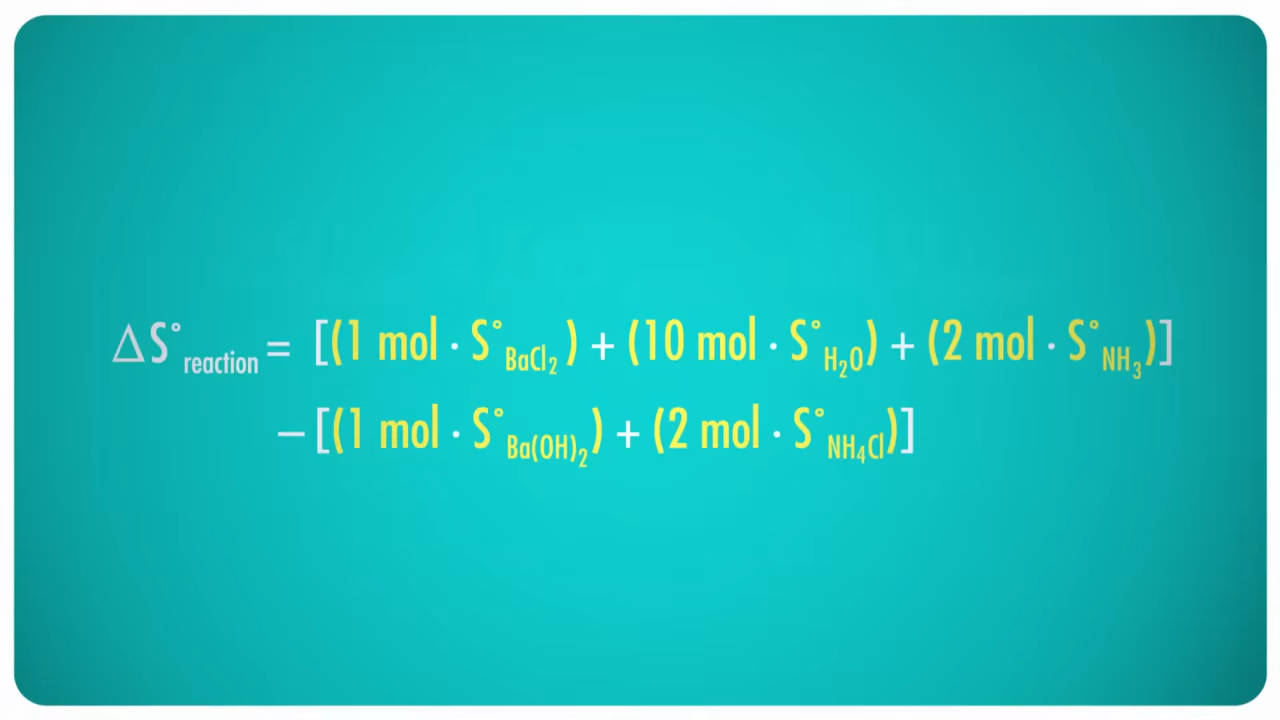 ΔS°reaction = [(1 mol · S°BaCl₂) + (10 mol · S°H₂O) + (2 mol · S°NH₃)]
– [(1 mol · S°Ba(OH)₂) + (2 mol · S°NH₄Cl)]